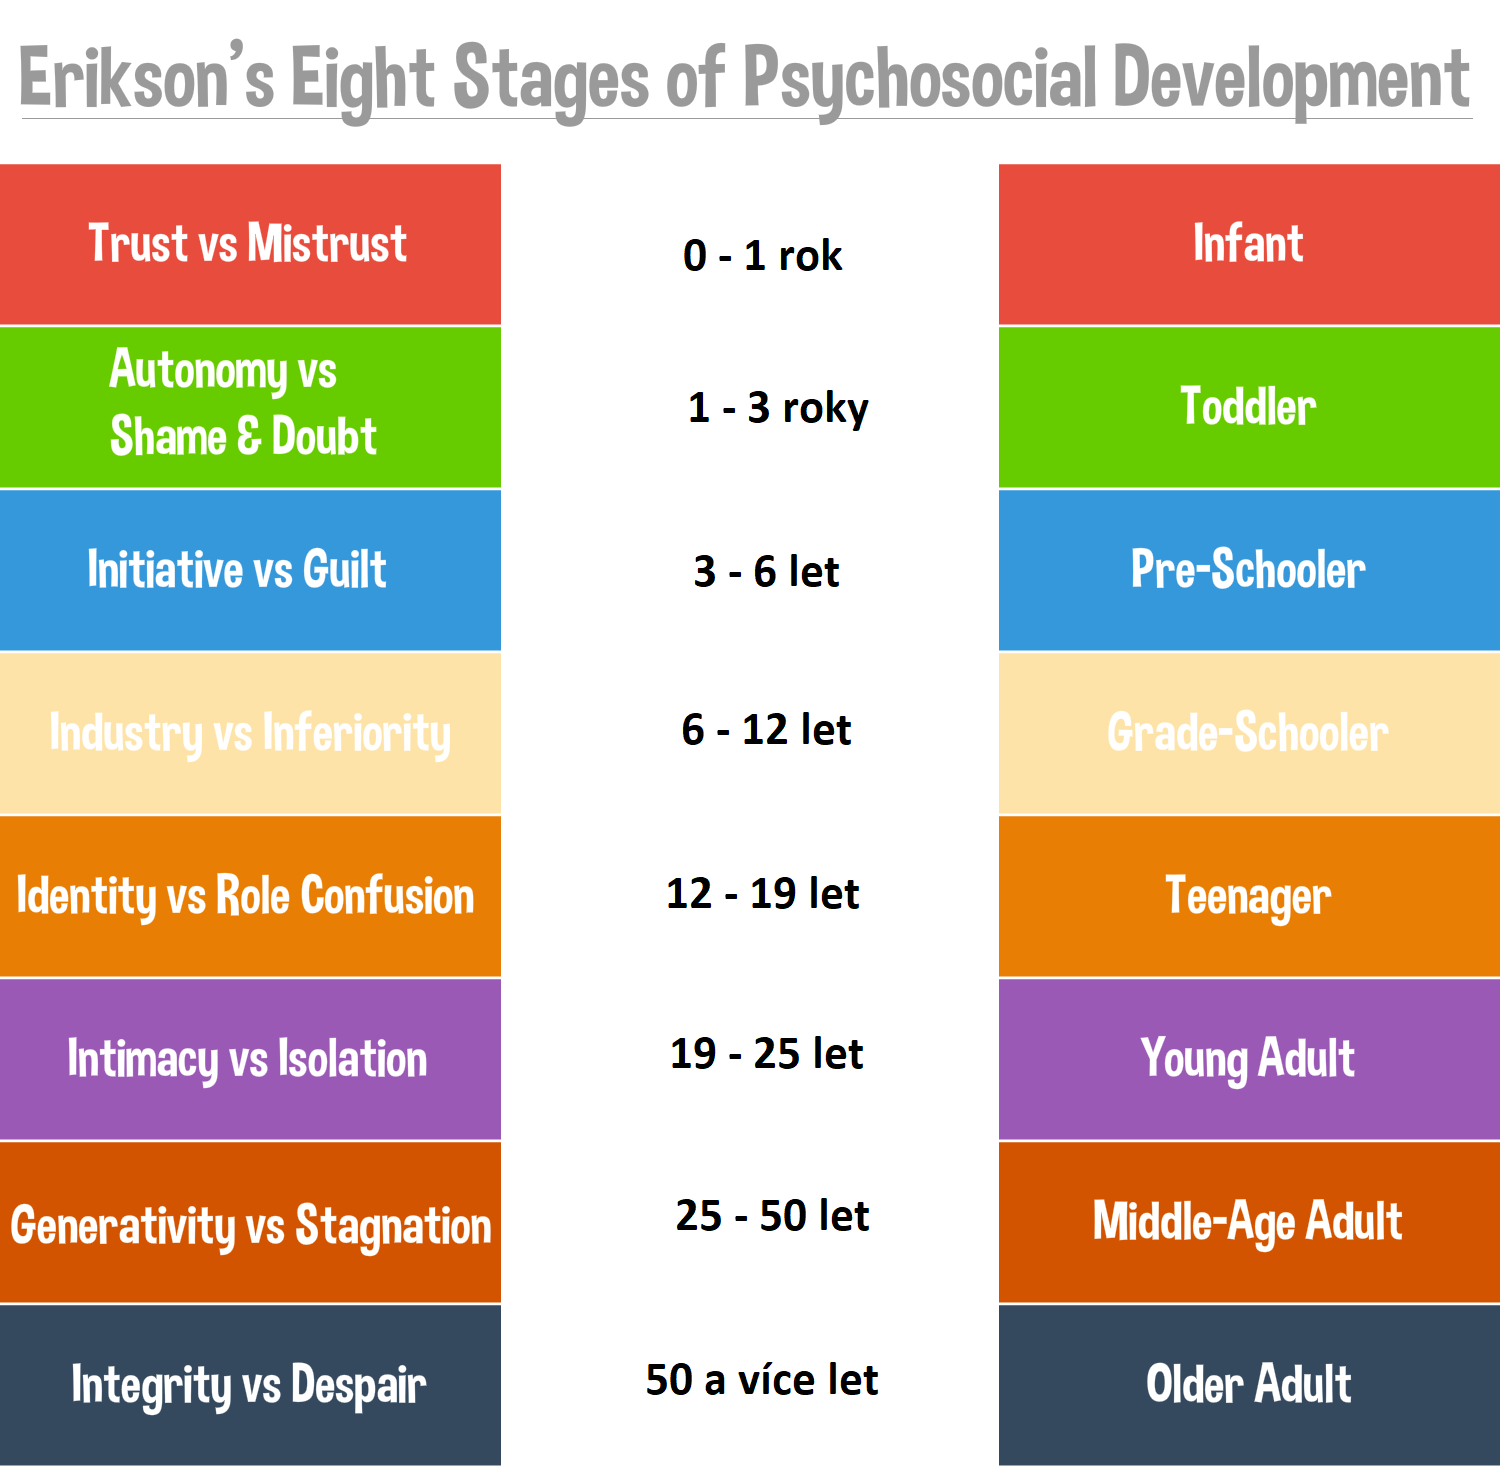 Erikson's Eight Stages of Psychosocial Development
Trust vs Mistrust
0 - 1 rok
Infant
Autonomy vs
Shame & Doubt
1 - 3 roky
Toddler
Initiative vs Guilt
3 - 6 let
Pre-Schooler
Industry vs Inferiority
6 - 12 let
Grade-Schooler
Identity vs Role Confusion
12 - 19 let
Teenager
Intimacy vs Isolation
19 - 25 let
Young Adult
Generativity vs Stagnation
25 - 50 let
Middle-Age Adult
Integrity vs Despair
50 a více let
Older Adult